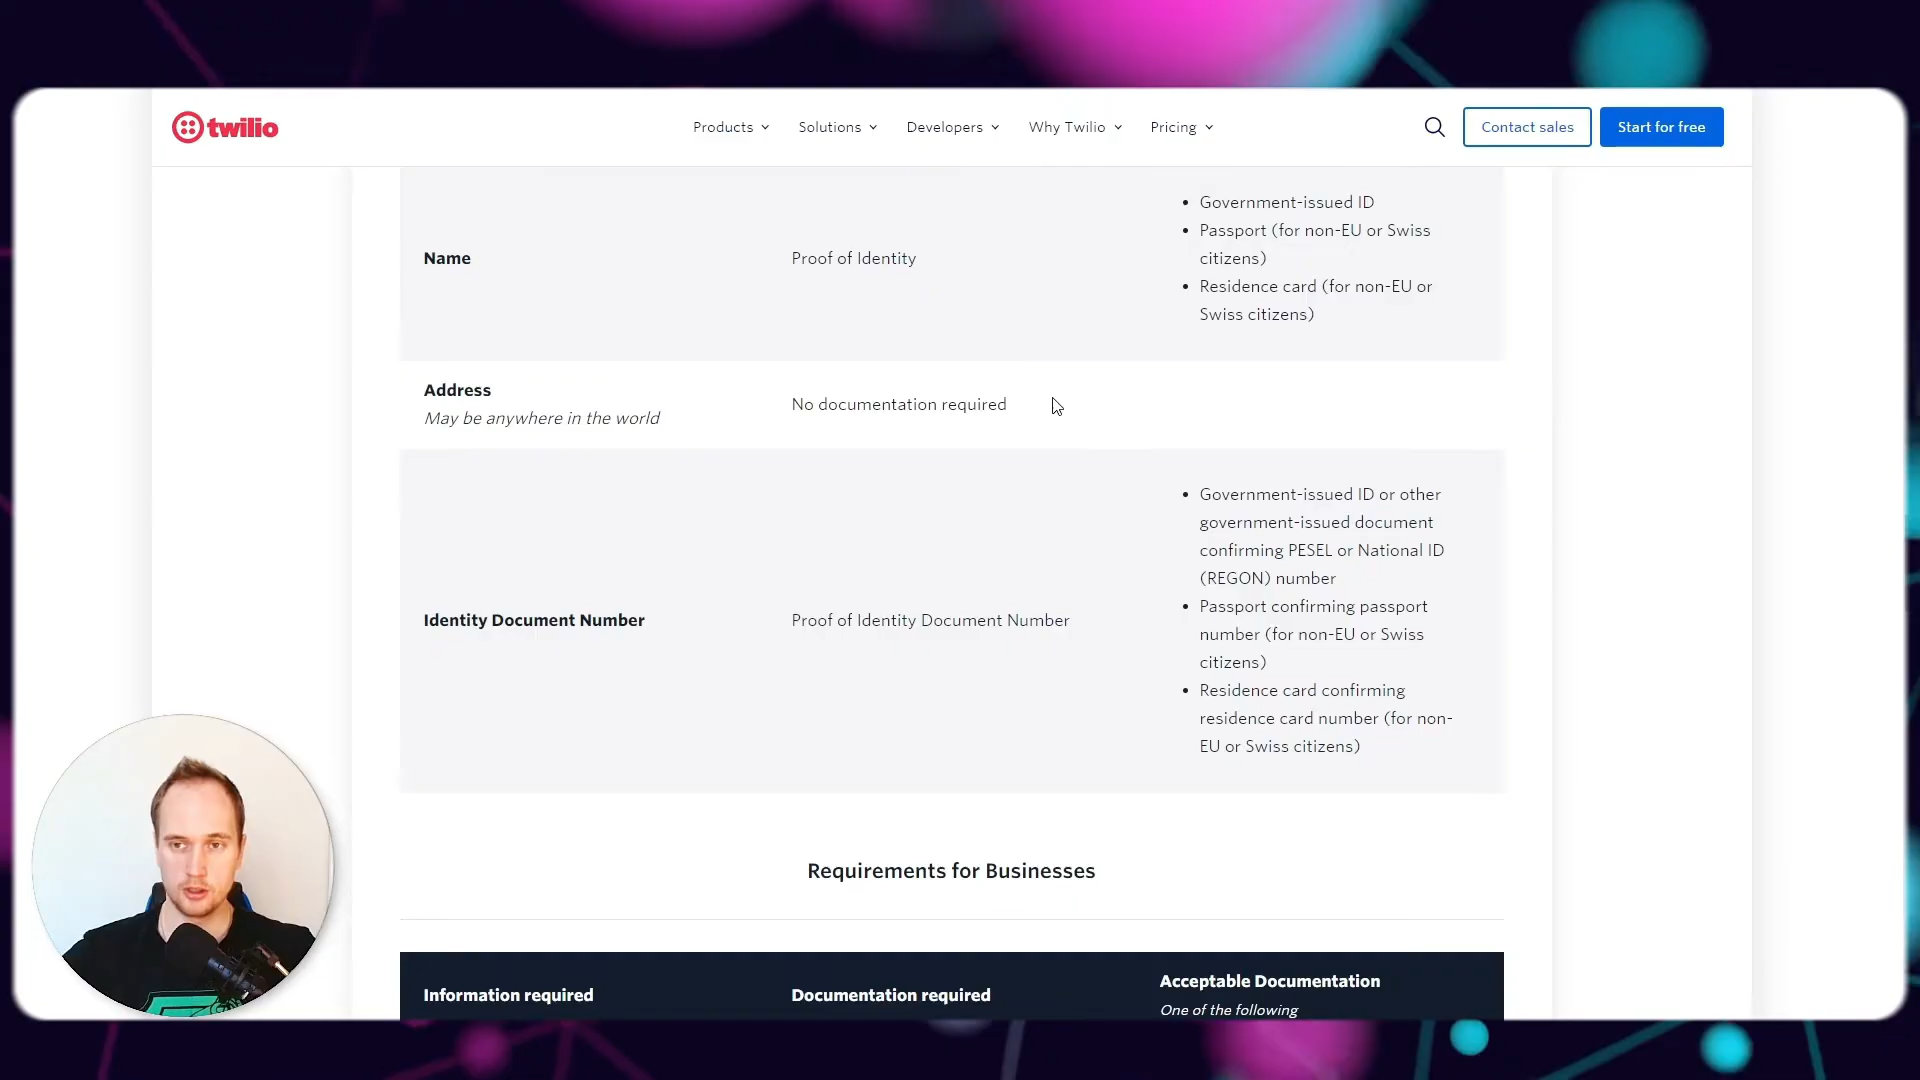 twilio
Products
Solutions
Developers
Why Twilio
Pricing
Contact sales
Start for free
Name
Proof of Identity
• Government-issued ID
• Passport (for non-EU or Swiss
citizens)
• Residence card (for non-EU or
Swiss citizens)
Address
May be anywhere in the world
No documentation required
Identity Document Number
Proof of Identity Document Number
• Government-issued ID or other
government-issued document
confirming PESEL or National ID
(REGON) number
• Passport confirming passport
number (for non-EU or Swiss
citizens)
• Residence card confirming
residence card number (for non-
EU or Swiss citizens)
Requirements for Businesses
Information required
Documentation required
Acceptable Documentation
One of the following